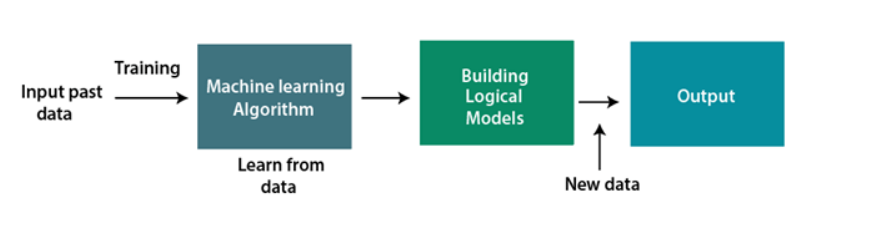 Training
Input past
data
Machine learning
Algorithm
Learn from
data
Building
Logical
Models
New data
Output